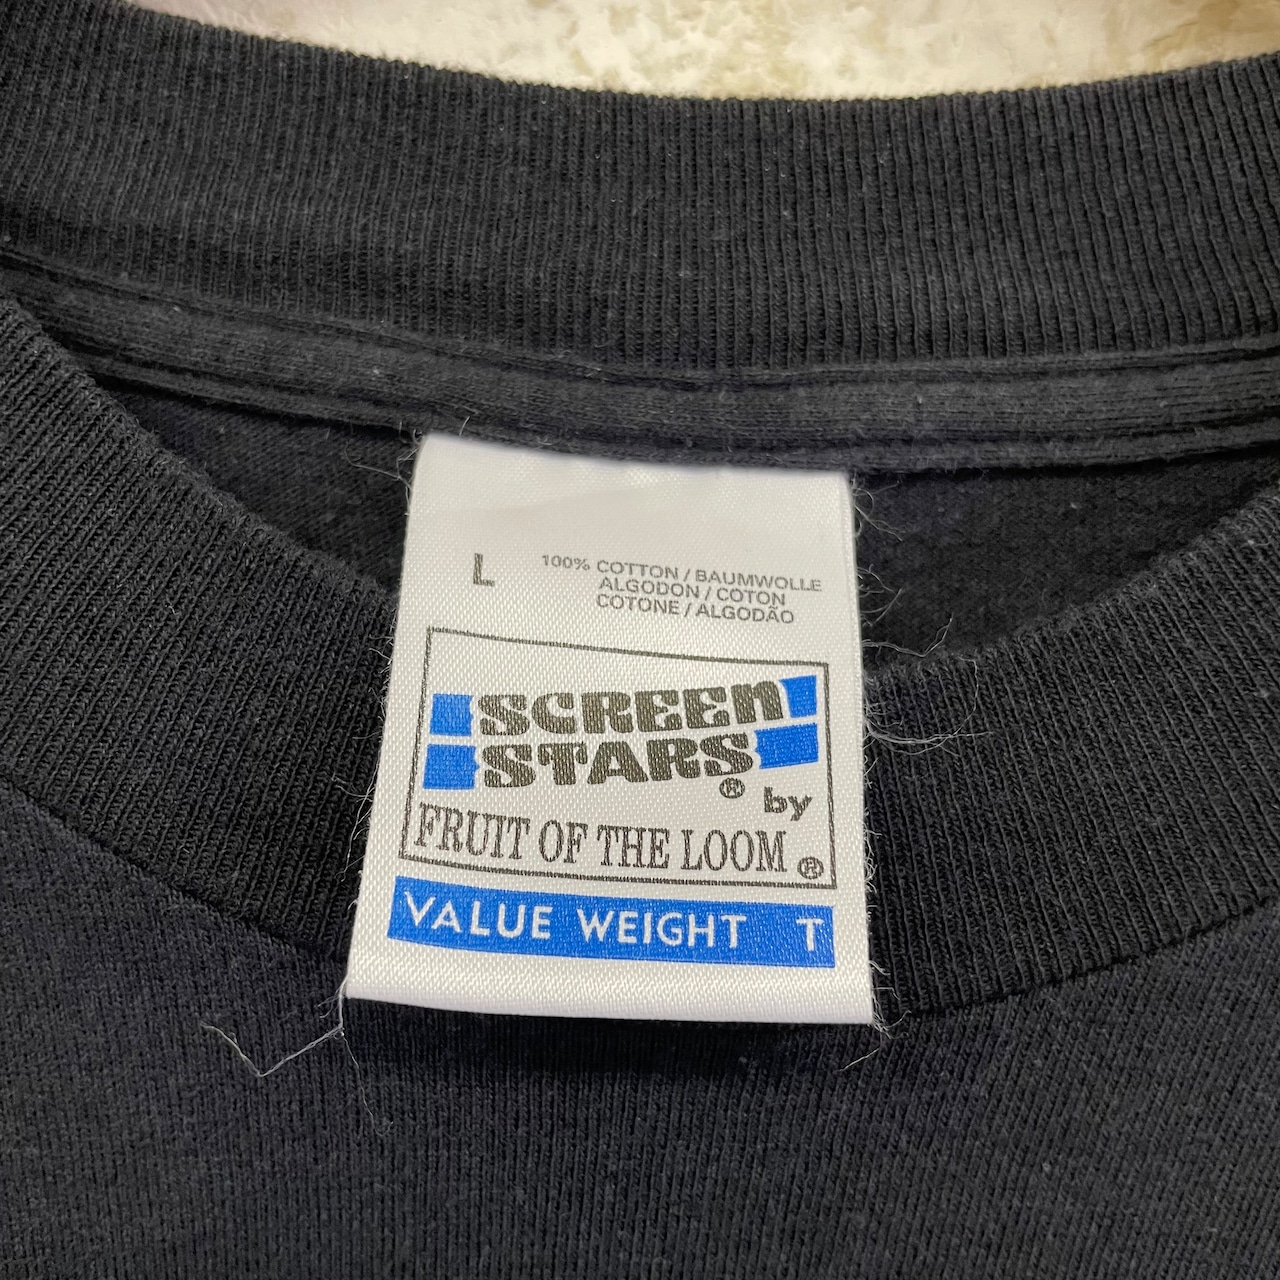 L
100% COTTON / BAUMWOLLE
ALGODON / COTON
COTONE / ALGODÃO
SCREEN
STARS®
by
FRUIT OF THE LOOM®
VALUE WEIGHT T